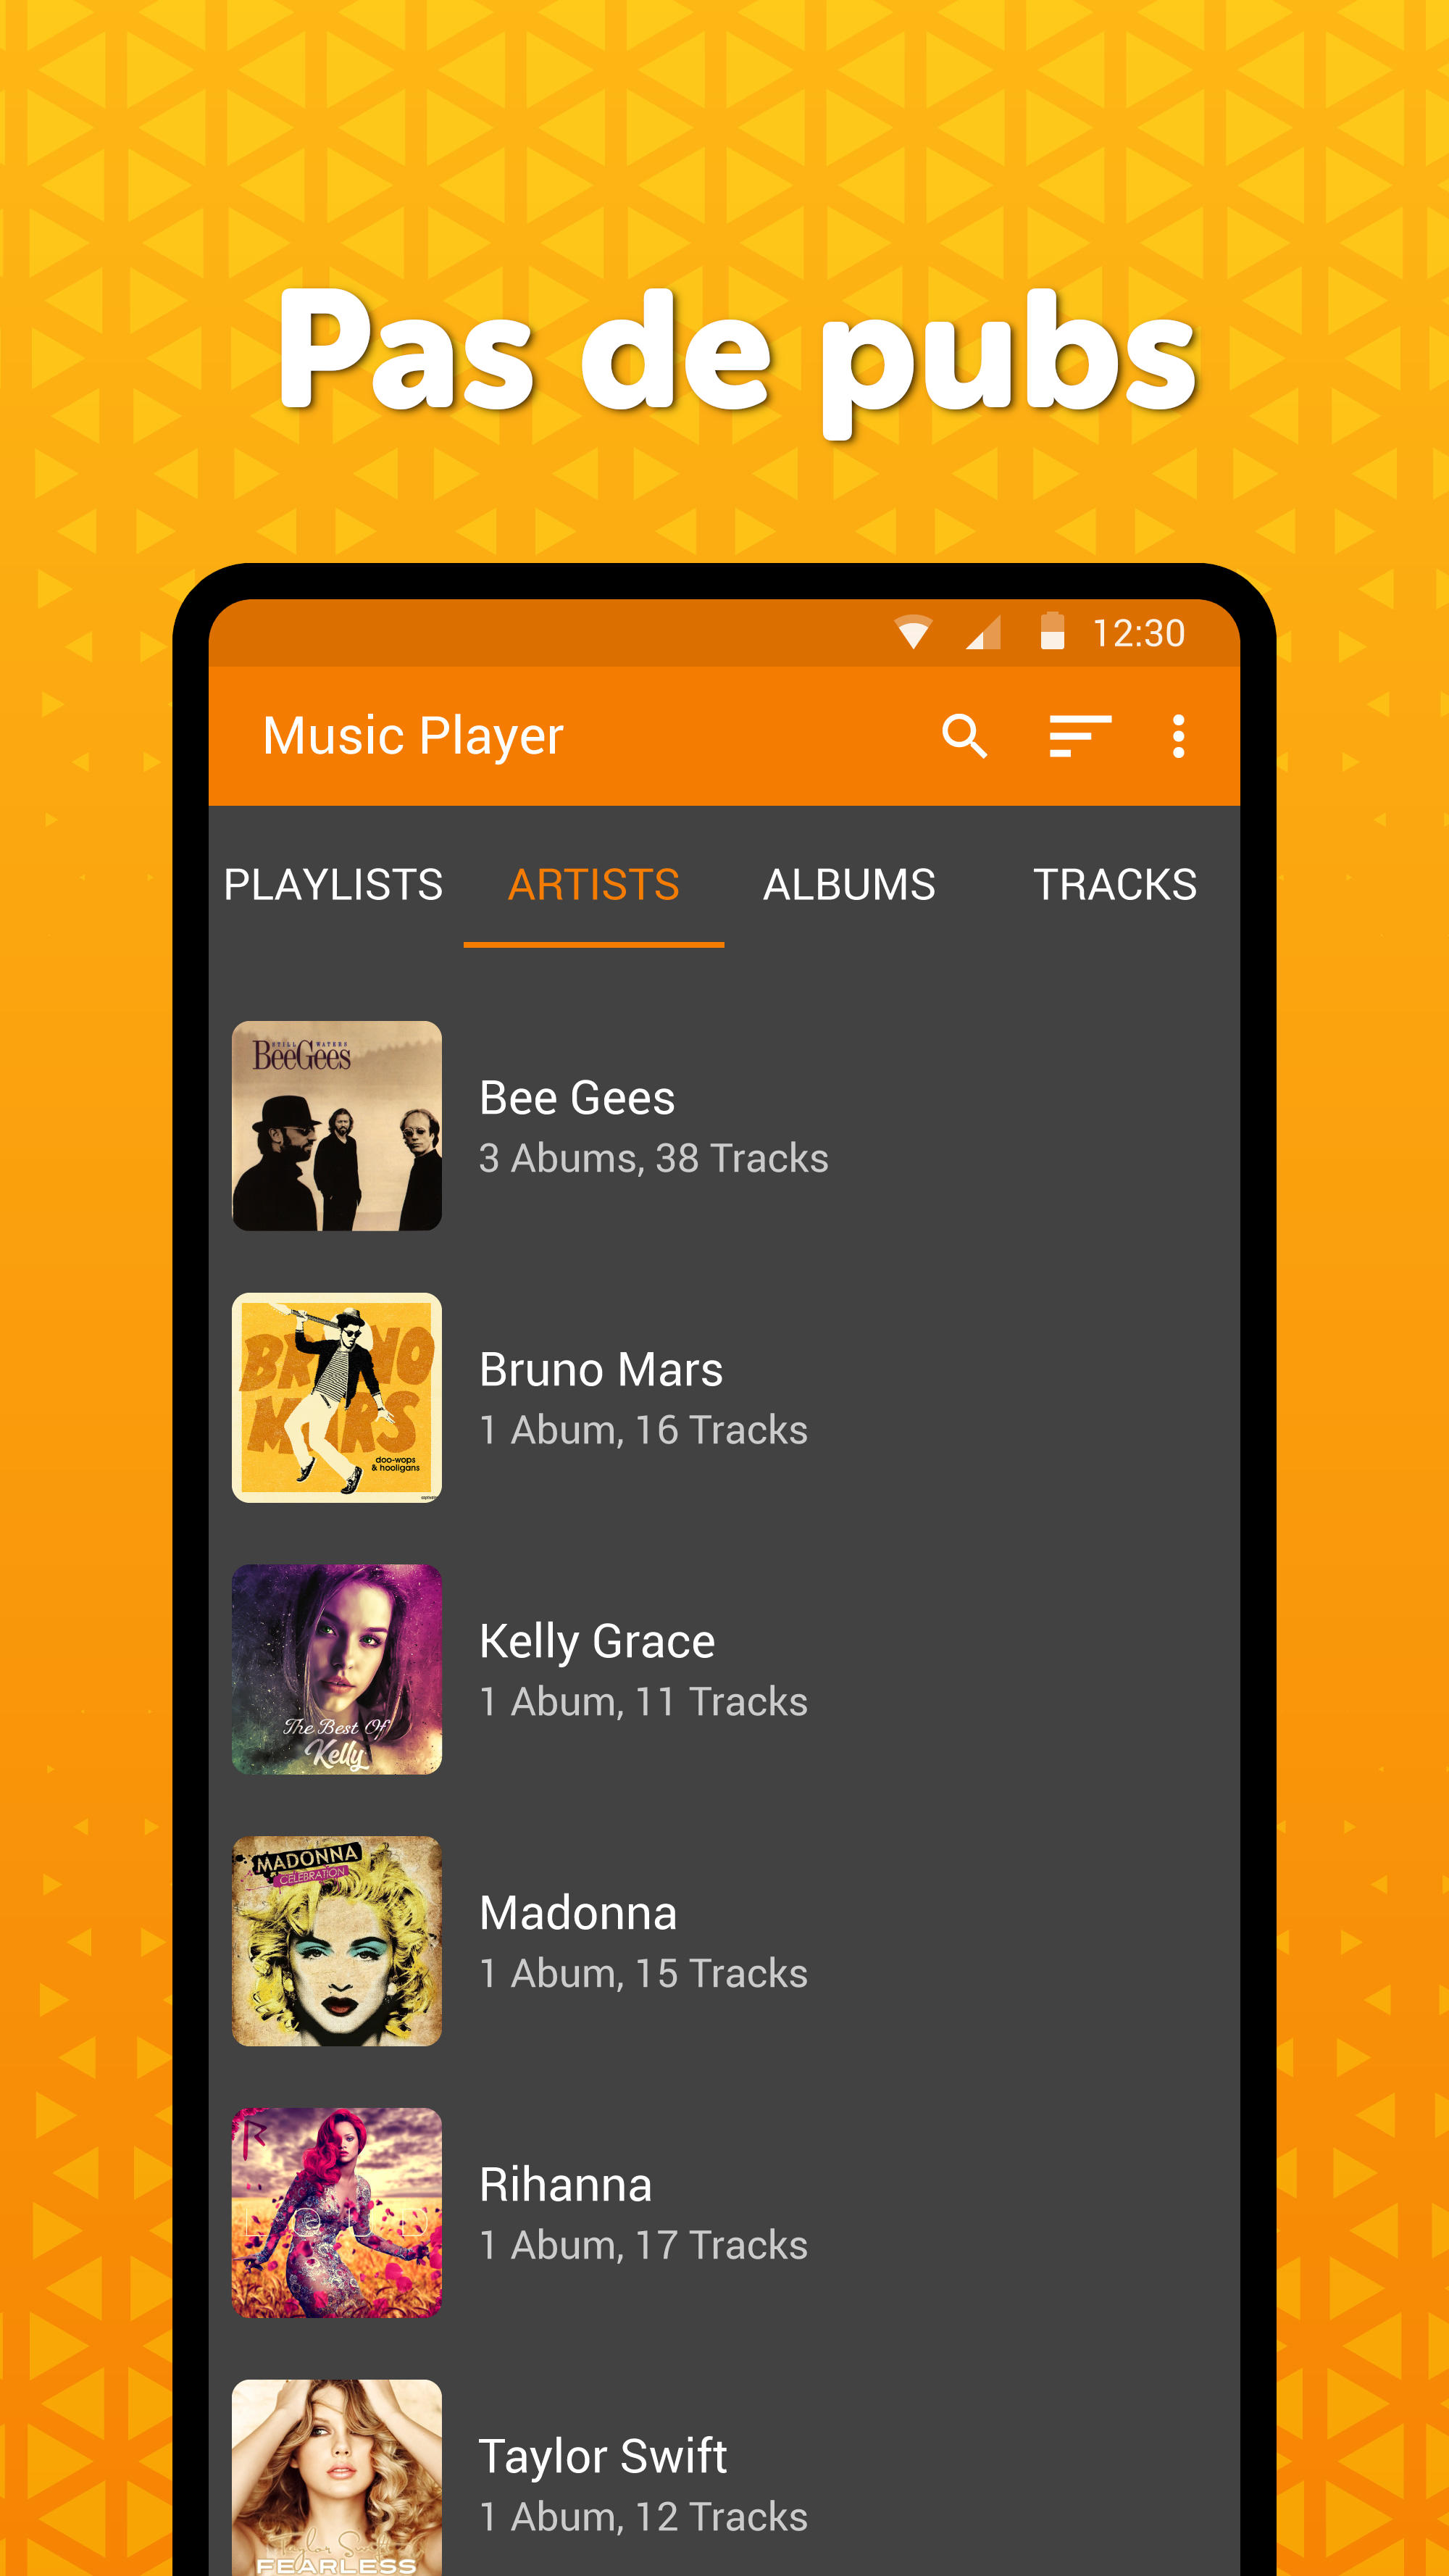 Pas de pubs
12:30
Music Player
PLAYLISTS ARTISTS ALBUMS TRACKS
STILL WATERS
BeeGees
Bee Gees
3 Abums, 38 Tracks
BRUNO
MARS
doo-wops
& hooligans
Bruno Mars
1 Abum, 16 Tracks
The Best Of
Kelly
Kelly Grace
1 Abum, 11 Tracks
MADONNA
CELEBRATION
Madonna
1 Abum, 15 Tracks
R
LOUD
Rihanna
1 Abum, 17 Tracks
Taylor Swift
FEARLESS
Taylor Swift
1 Abum, 12 Tracks